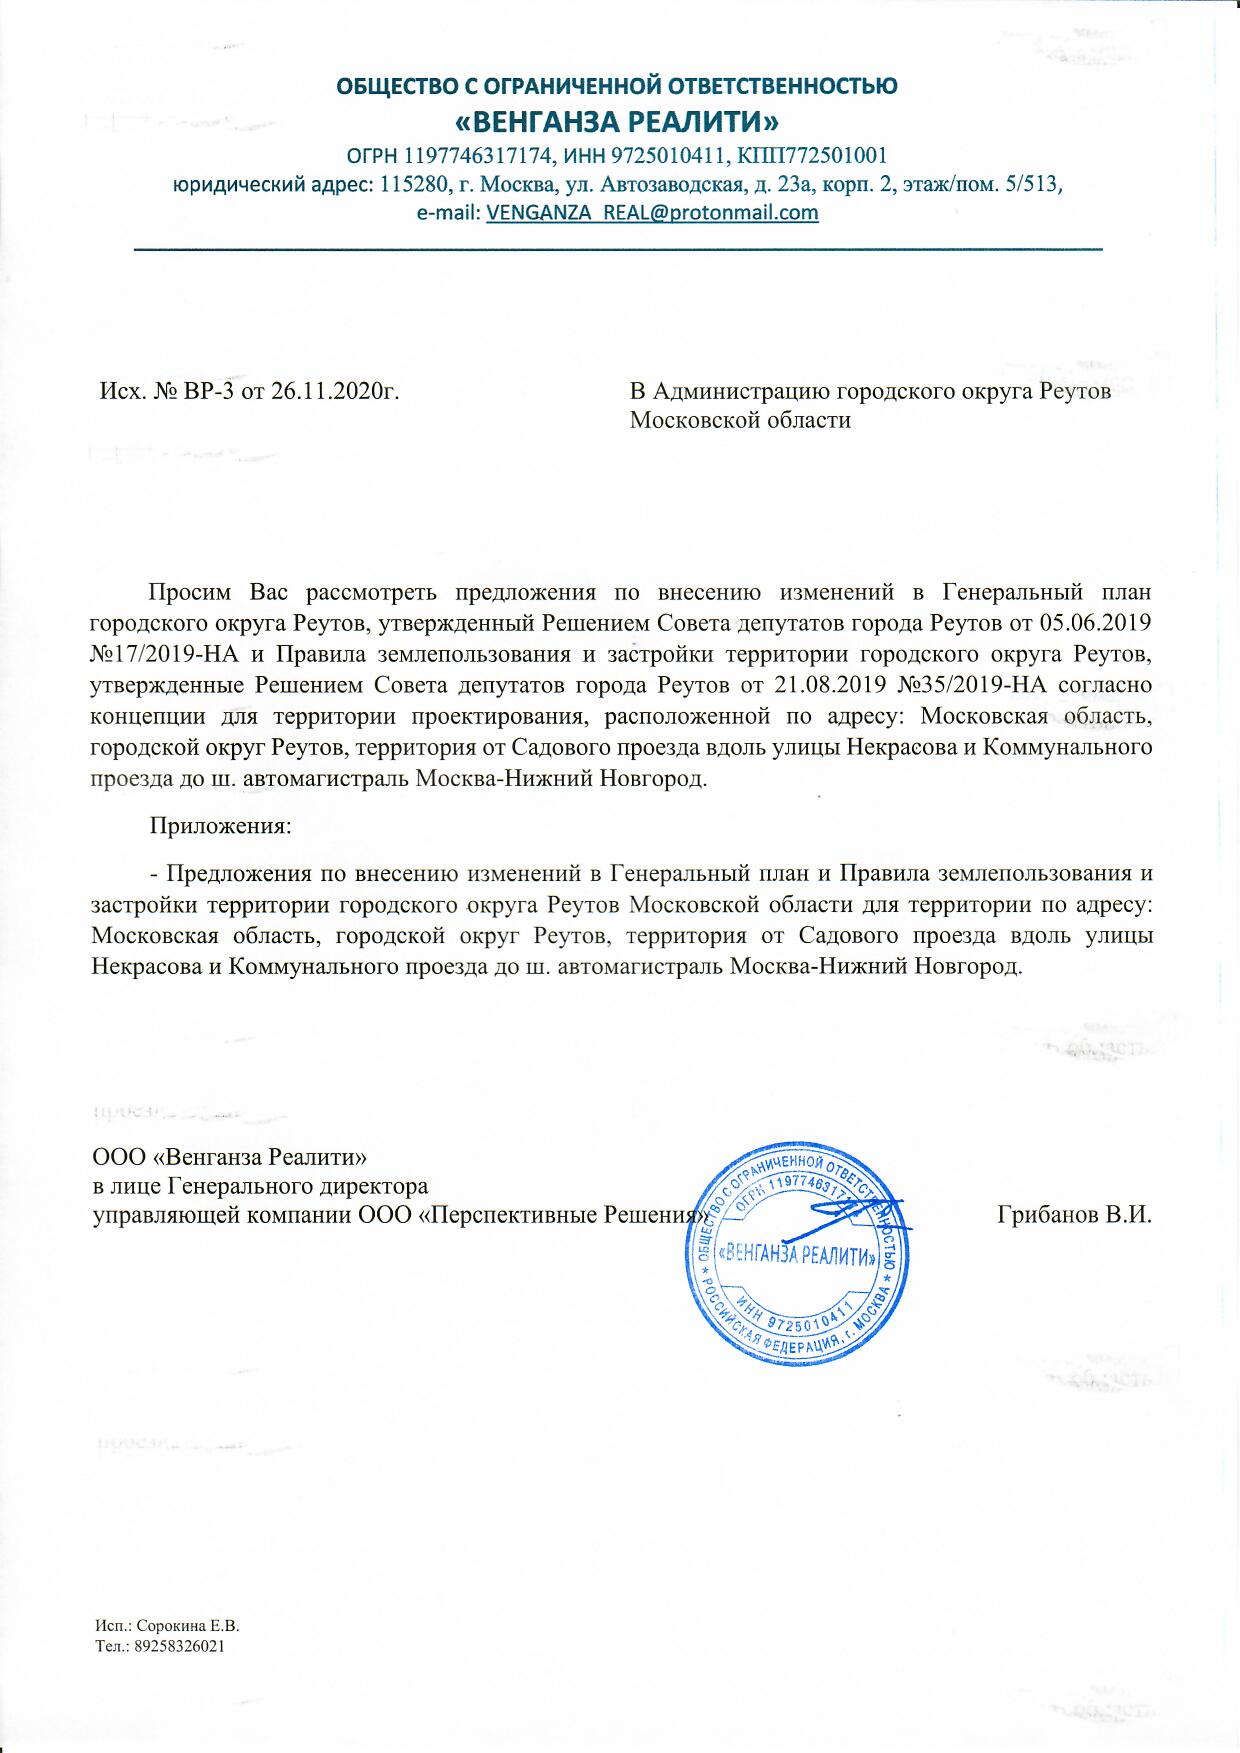 ОБЩЕСТВО С ОГРАНИЧЕННОЙ ОТВЕТСТВЕННОСТЬЮ
«ВЕНГАНЗА РЕАЛИТИ»
ОГРН 1197746317174, ИНН 9725010411, КПП772501001
юридический адрес: 115280, г. Москва, ул. Автозаводская, д. 23а, корп. 2, этаж/пом. 5/513,
e-mail: VENGANZA_REAL@protonmail.com
Исх. № ВР-3 от 26.11.2020г.
В Администрацию городского округа Реутов
Московской области
Просим Вас рассмотреть предложения по внесению изменений в Генеральный план
городского округа Реутов, утвержденный Решением Совета депутатов города Реутов от 05.06.2019
№17/2019-НА и Правила землепользования и застройки территории городского округа Реутов,
утвержденные Решением Совета депутатов города Реутов от 21.08.2019 №35/2019-НА согласно
концепции для территории проектирования, расположенной по адресу: Московская область,
городской округ Реутов, территория от Садового проезда вдоль улицы Некрасова и Коммунального
проезда до ш. автомагистраль Москва-Нижний Новгород.
Приложения:
- Предложения по внесению изменений в Генеральный план и Правила землепользования и
застройки территории городского округа Реутов Московской области для территории по адресу:
Московская область, городской округ Реутов, территория от Садового проезда вдоль улицы
Некрасова и Коммунального проезда до ш. автомагистраль Москва-Нижний Новгород.
ООО «Венганза Реалити»
в лице Генерального директора
управляющей компании ООО «Перспективные Решения»
Грибанов В.И.
ОБЩЕСТВО С ОГРАНИЧЕННОЙ ОТВЕТСТВЕННОСТЬЮ
ОГРН
«ВЕНГАНЗА РЕАЛИТИ»
ИНН 9725010411
* РОССИЙСКАЯ ФЕДЕРАЦИЯ, г. МОСКВА *
Исп.: Сорокина Е.В.
Тел.: 89258326021